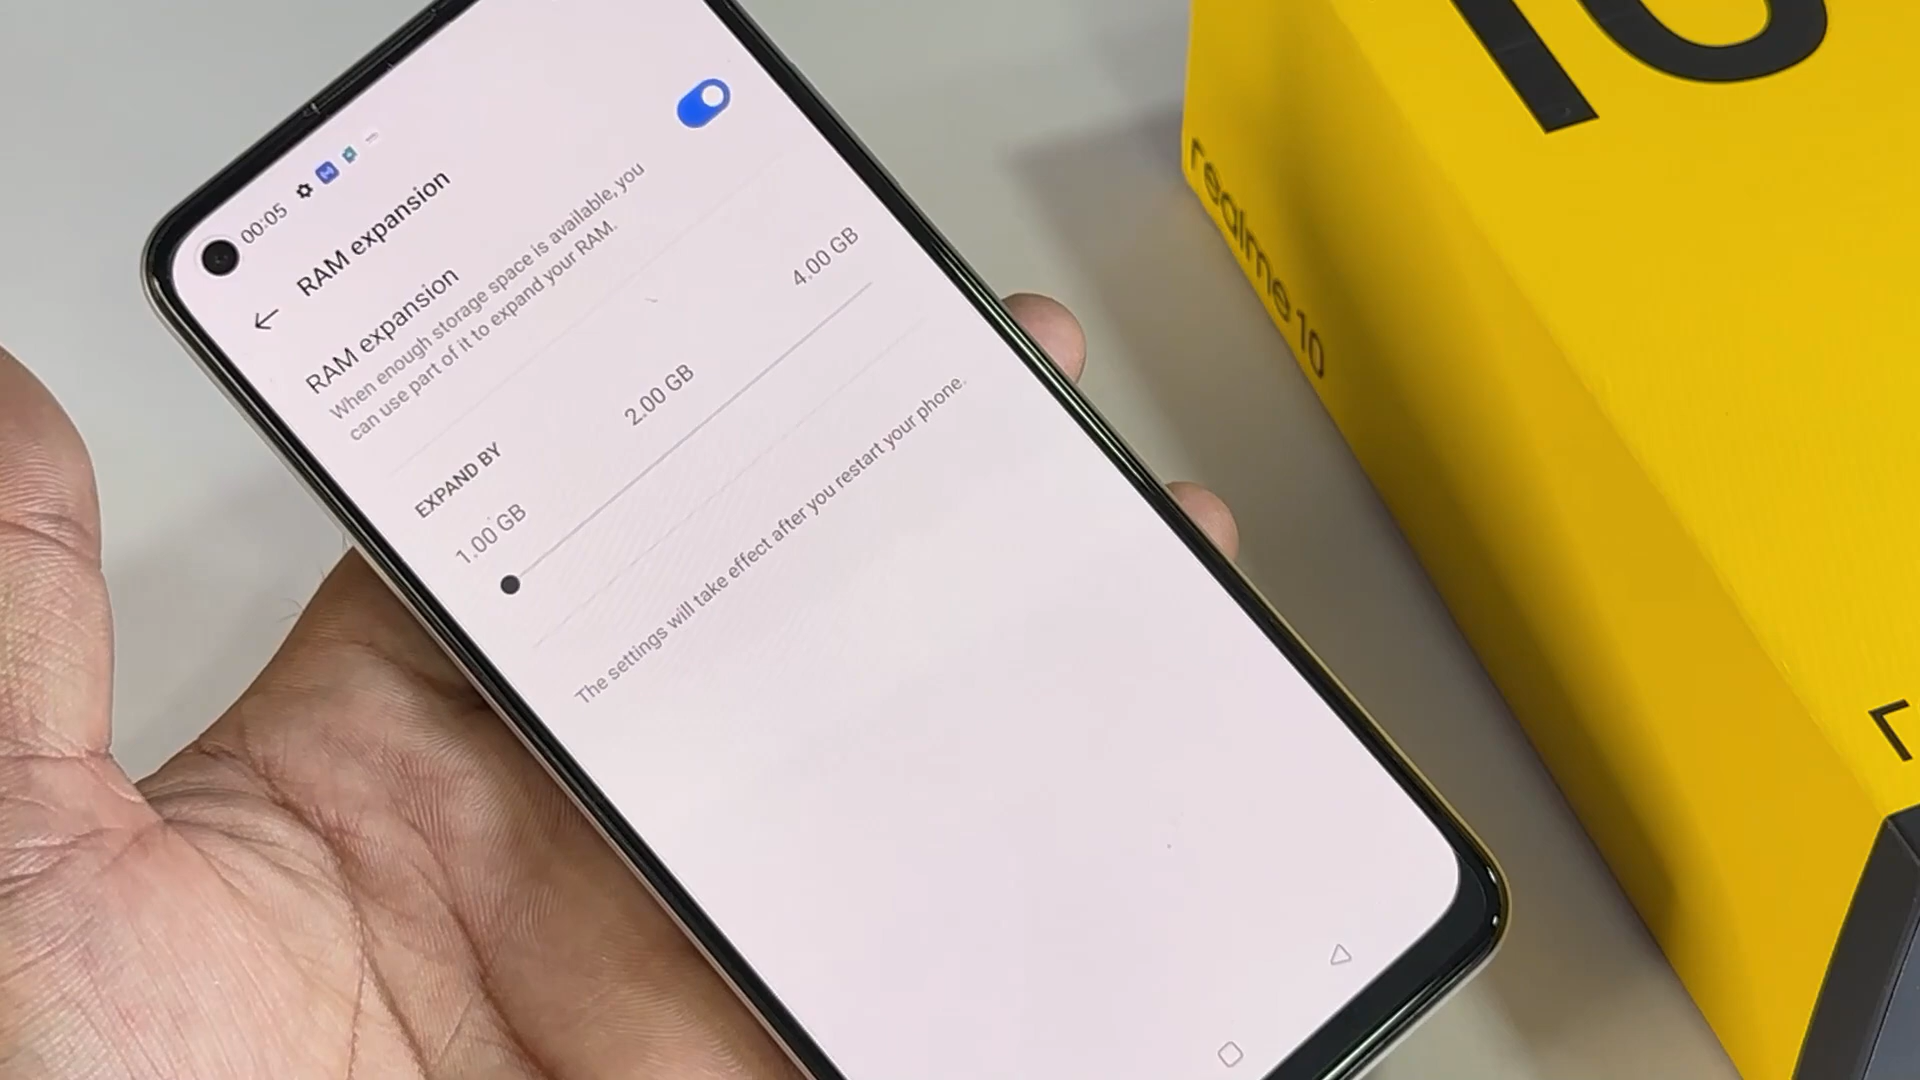 00:05
RAM expansion
RAM expansion
When enough storage space is available, you
can use part of it to expand your RAM.
EXPAND BY
1.00 GB 2.00 GB 4.00 GB
The settings will take effect after you restart your phone.
10
realme 10
r